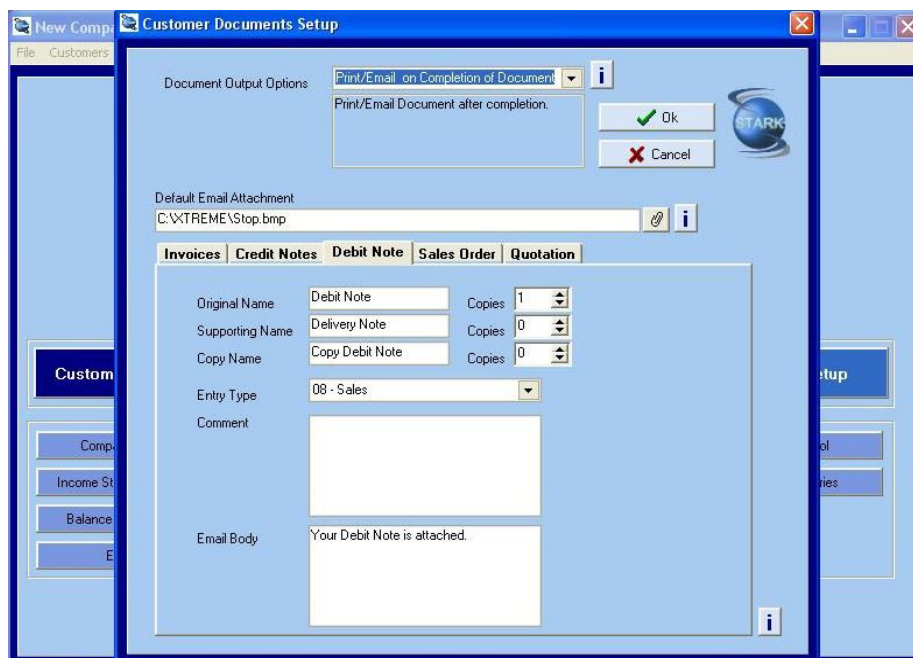 New Compa
Customer Documents Setup
File Customers
Document Output Options
Print/Email on Completion of Document
i
Print/Email Document after completion.
Ok
STARK
Cancel
Default Email Attachment
C:\XTREME\Stop.bmp
i
Invoices Credit Notes Debit Note Sales Order Quotation
Original Name Debit Note Copies 1
Supporting Name Delivery Note Copies 0
Copy Name Copy Debit Note Copies 0
Custom
etup
Entry Type 08 - Sales
Comment
Comp
ol
Income St
ries
Balance
Email Body Your Debit Note is attached.
E
i